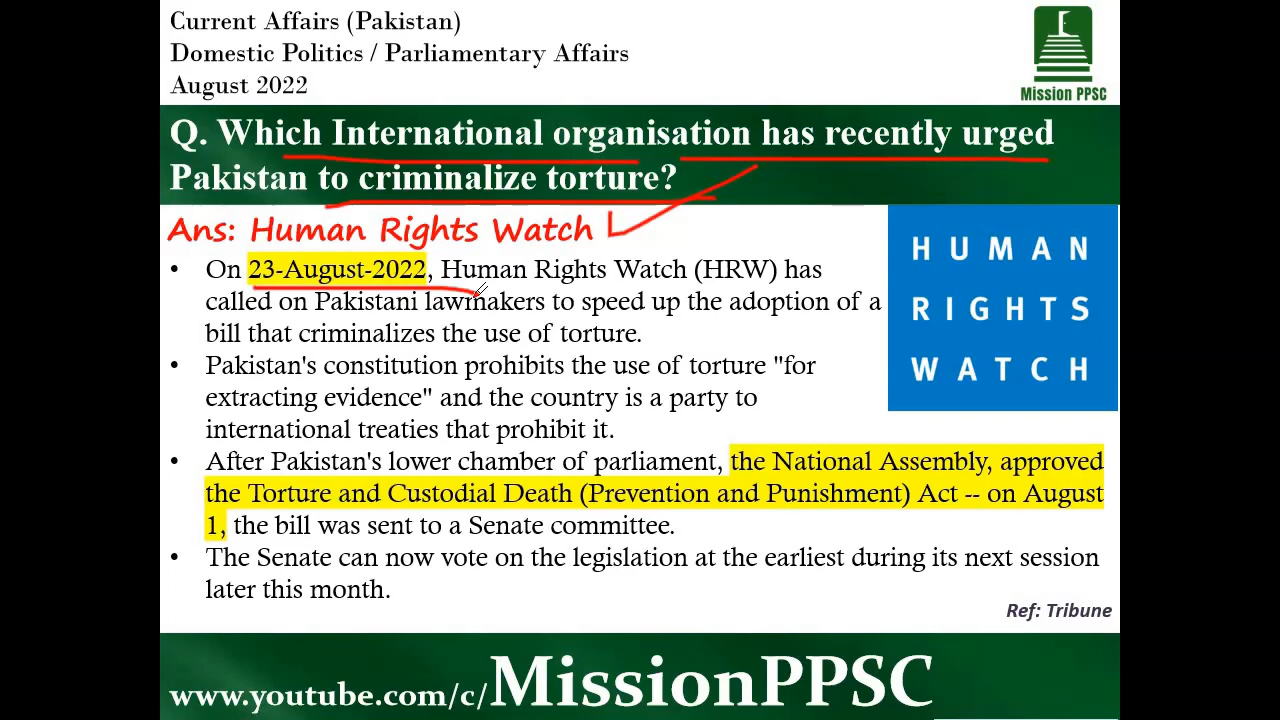 Current Affairs (Pakistan)
Domestic Politics / Parliamentary Affairs
August 2022
Mission PPSC
Q. Which International organisation has recently urged
Pakistan to criminalize torture?
Ans: Human Rights Watch
• On 23-August-2022, Human Rights Watch (HRW) has
called on Pakistani lawmakers to speed up the adoption of a
bill that criminalizes the use of torture.
• Pakistan's constitution prohibits the use of torture "for
extracting evidence" and the country is a party to
international treaties that prohibit it.
• After Pakistan's lower chamber of parliament, the National Assembly, approved
the Torture and Custodial Death (Prevention and Punishment) Act -- on August
1, the bill was sent to a Senate committee.
• The Senate can now vote on the legislation at the earliest during its next session
later this month.
HUMAN
RIGHTS
WATCH
Ref: Tribune
www.youtube.com/c/MissionPPSC